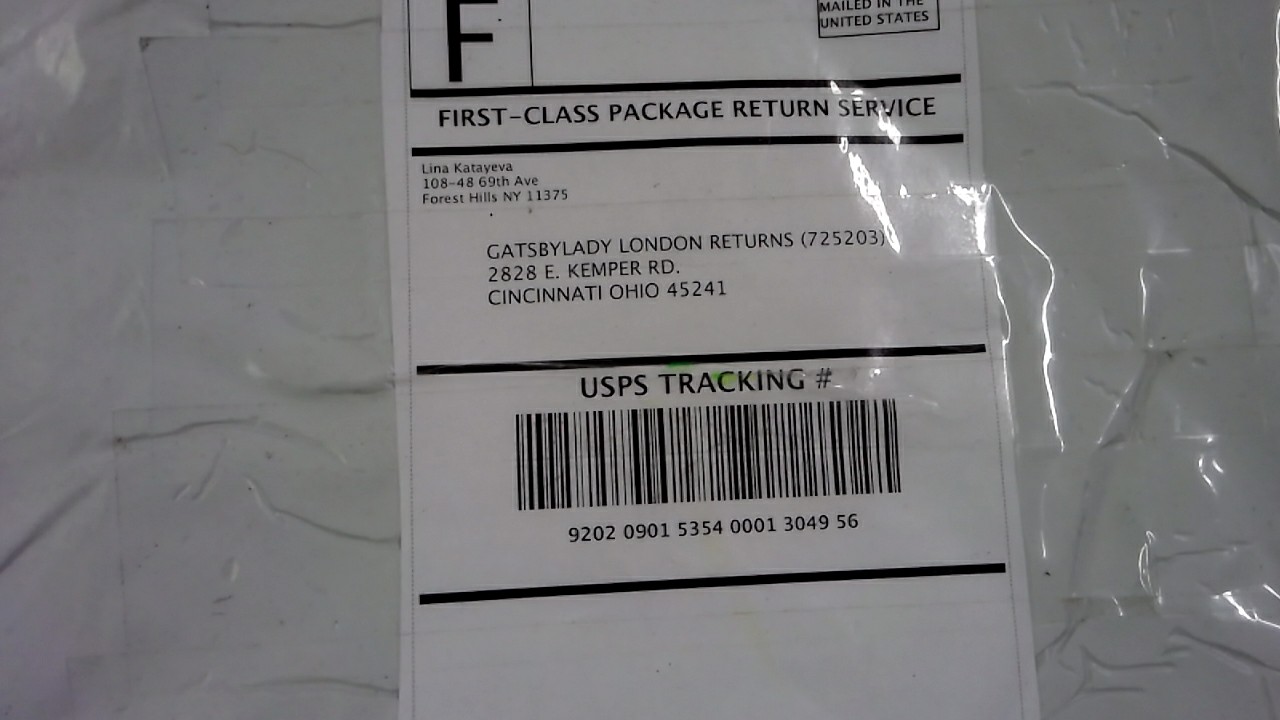 F
MAILED IN THE
UNITED STATES
FIRST-CLASS PACKAGE RETURN SERVICE
Lina Katayeva
108-48 69th Ave
Forest Hills NY 11375
GATSBYLADY LONDON RETURNS (725203)
2828 E. KEMPER RD.
CINCINNATI OHIO 45241
USPS TRACKING #
9202 0901 5354 0001 3049 56